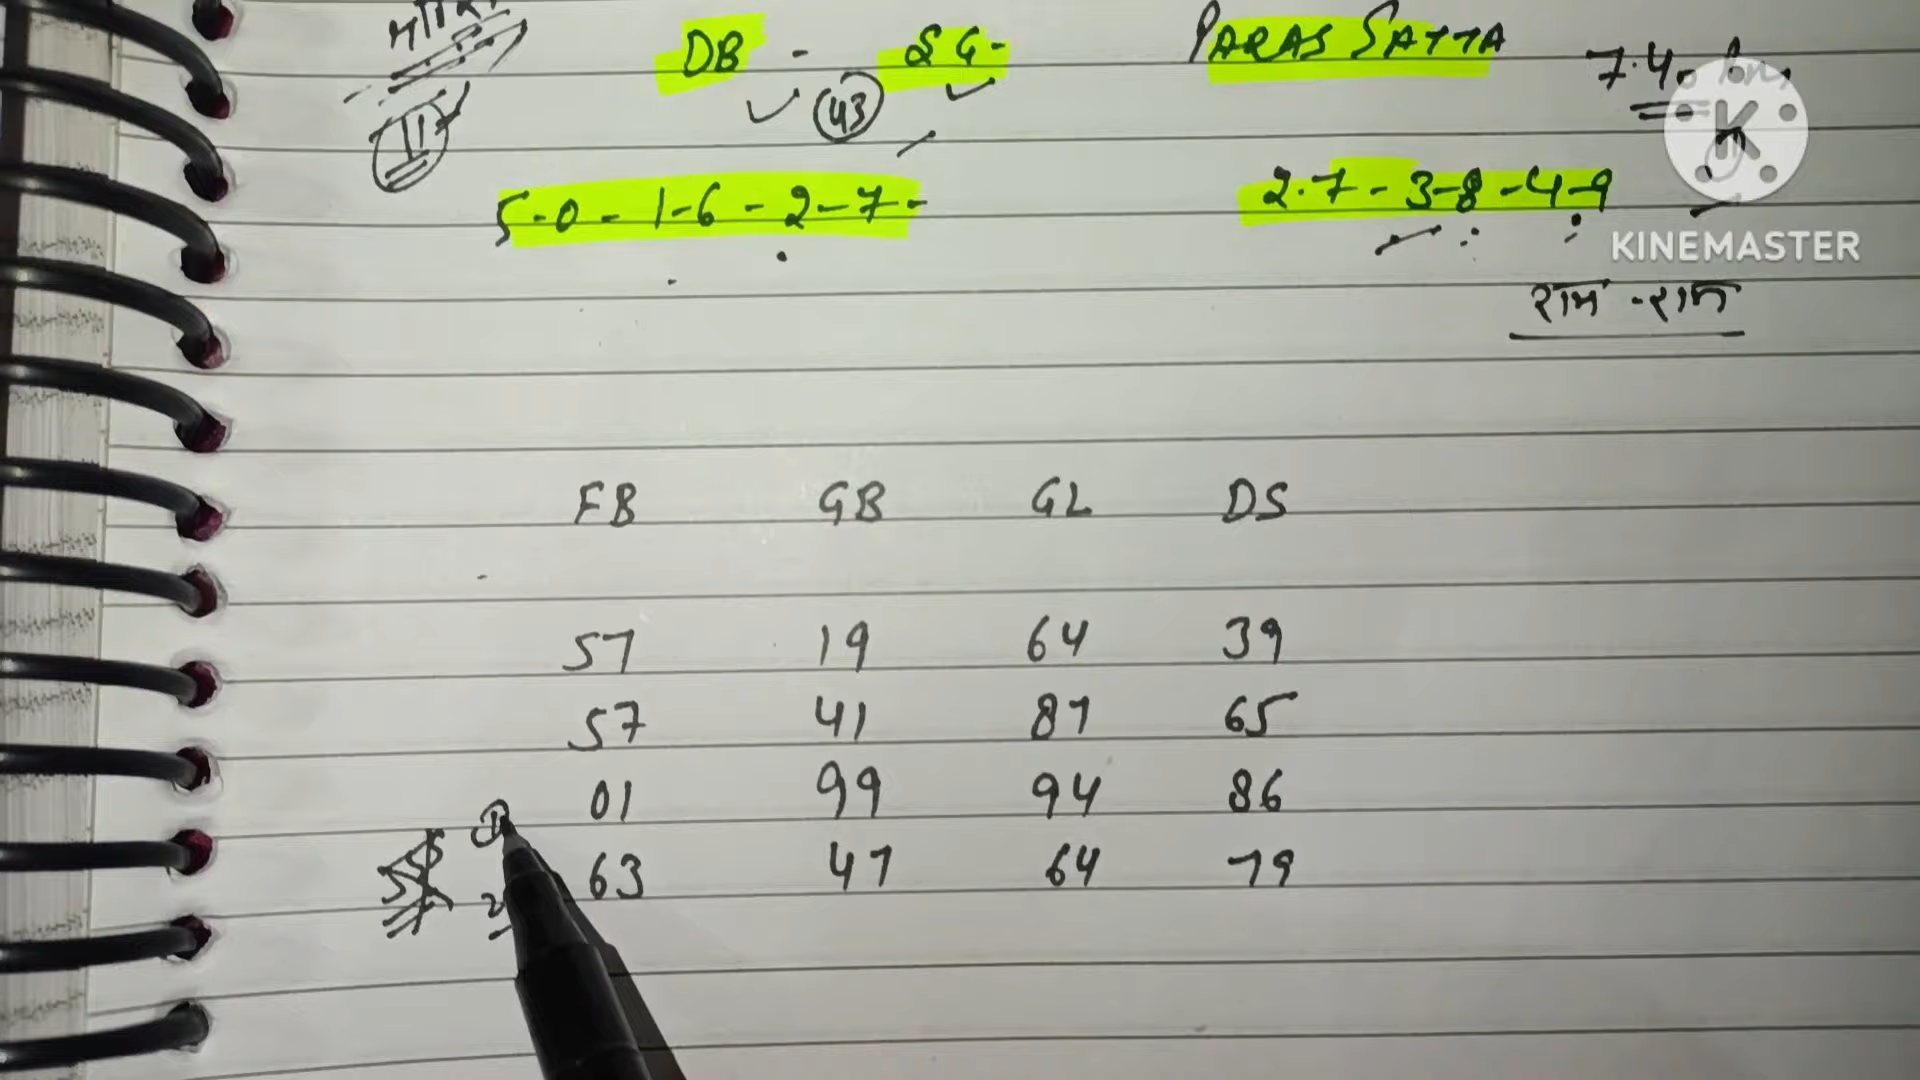 DB - SG- PARAS SATTA
43
5-0-1-6-2-7-
2.7-3-8-4-9
KINEMASTER
राम-राम
FB GB GL DS
57 19 64 39
57 41 87 65
01 99 94 86
63 47 64 79